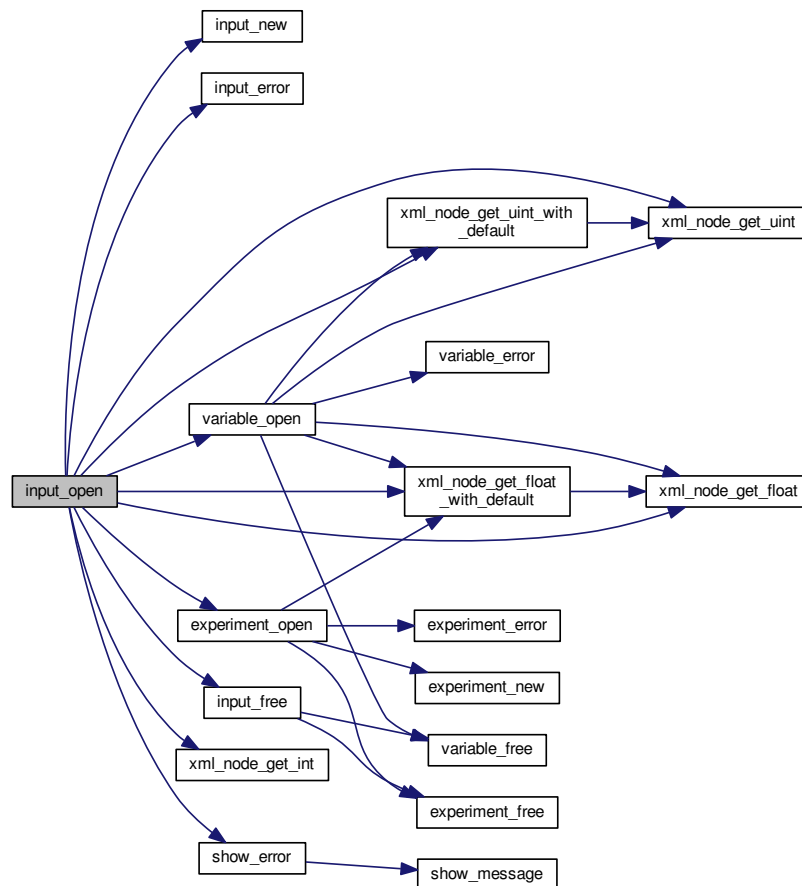 input_new
input_error
xml_node_get_uint_with
_default
xml_node_get_uint
variable_error
variable_open
xml_node_get_float
_with_default
input_open
xml_node_get_float
experiment_open
experiment_error
experiment_new
input_free
variable_free
xml_node_get_int
experiment_free
show_error
show_message